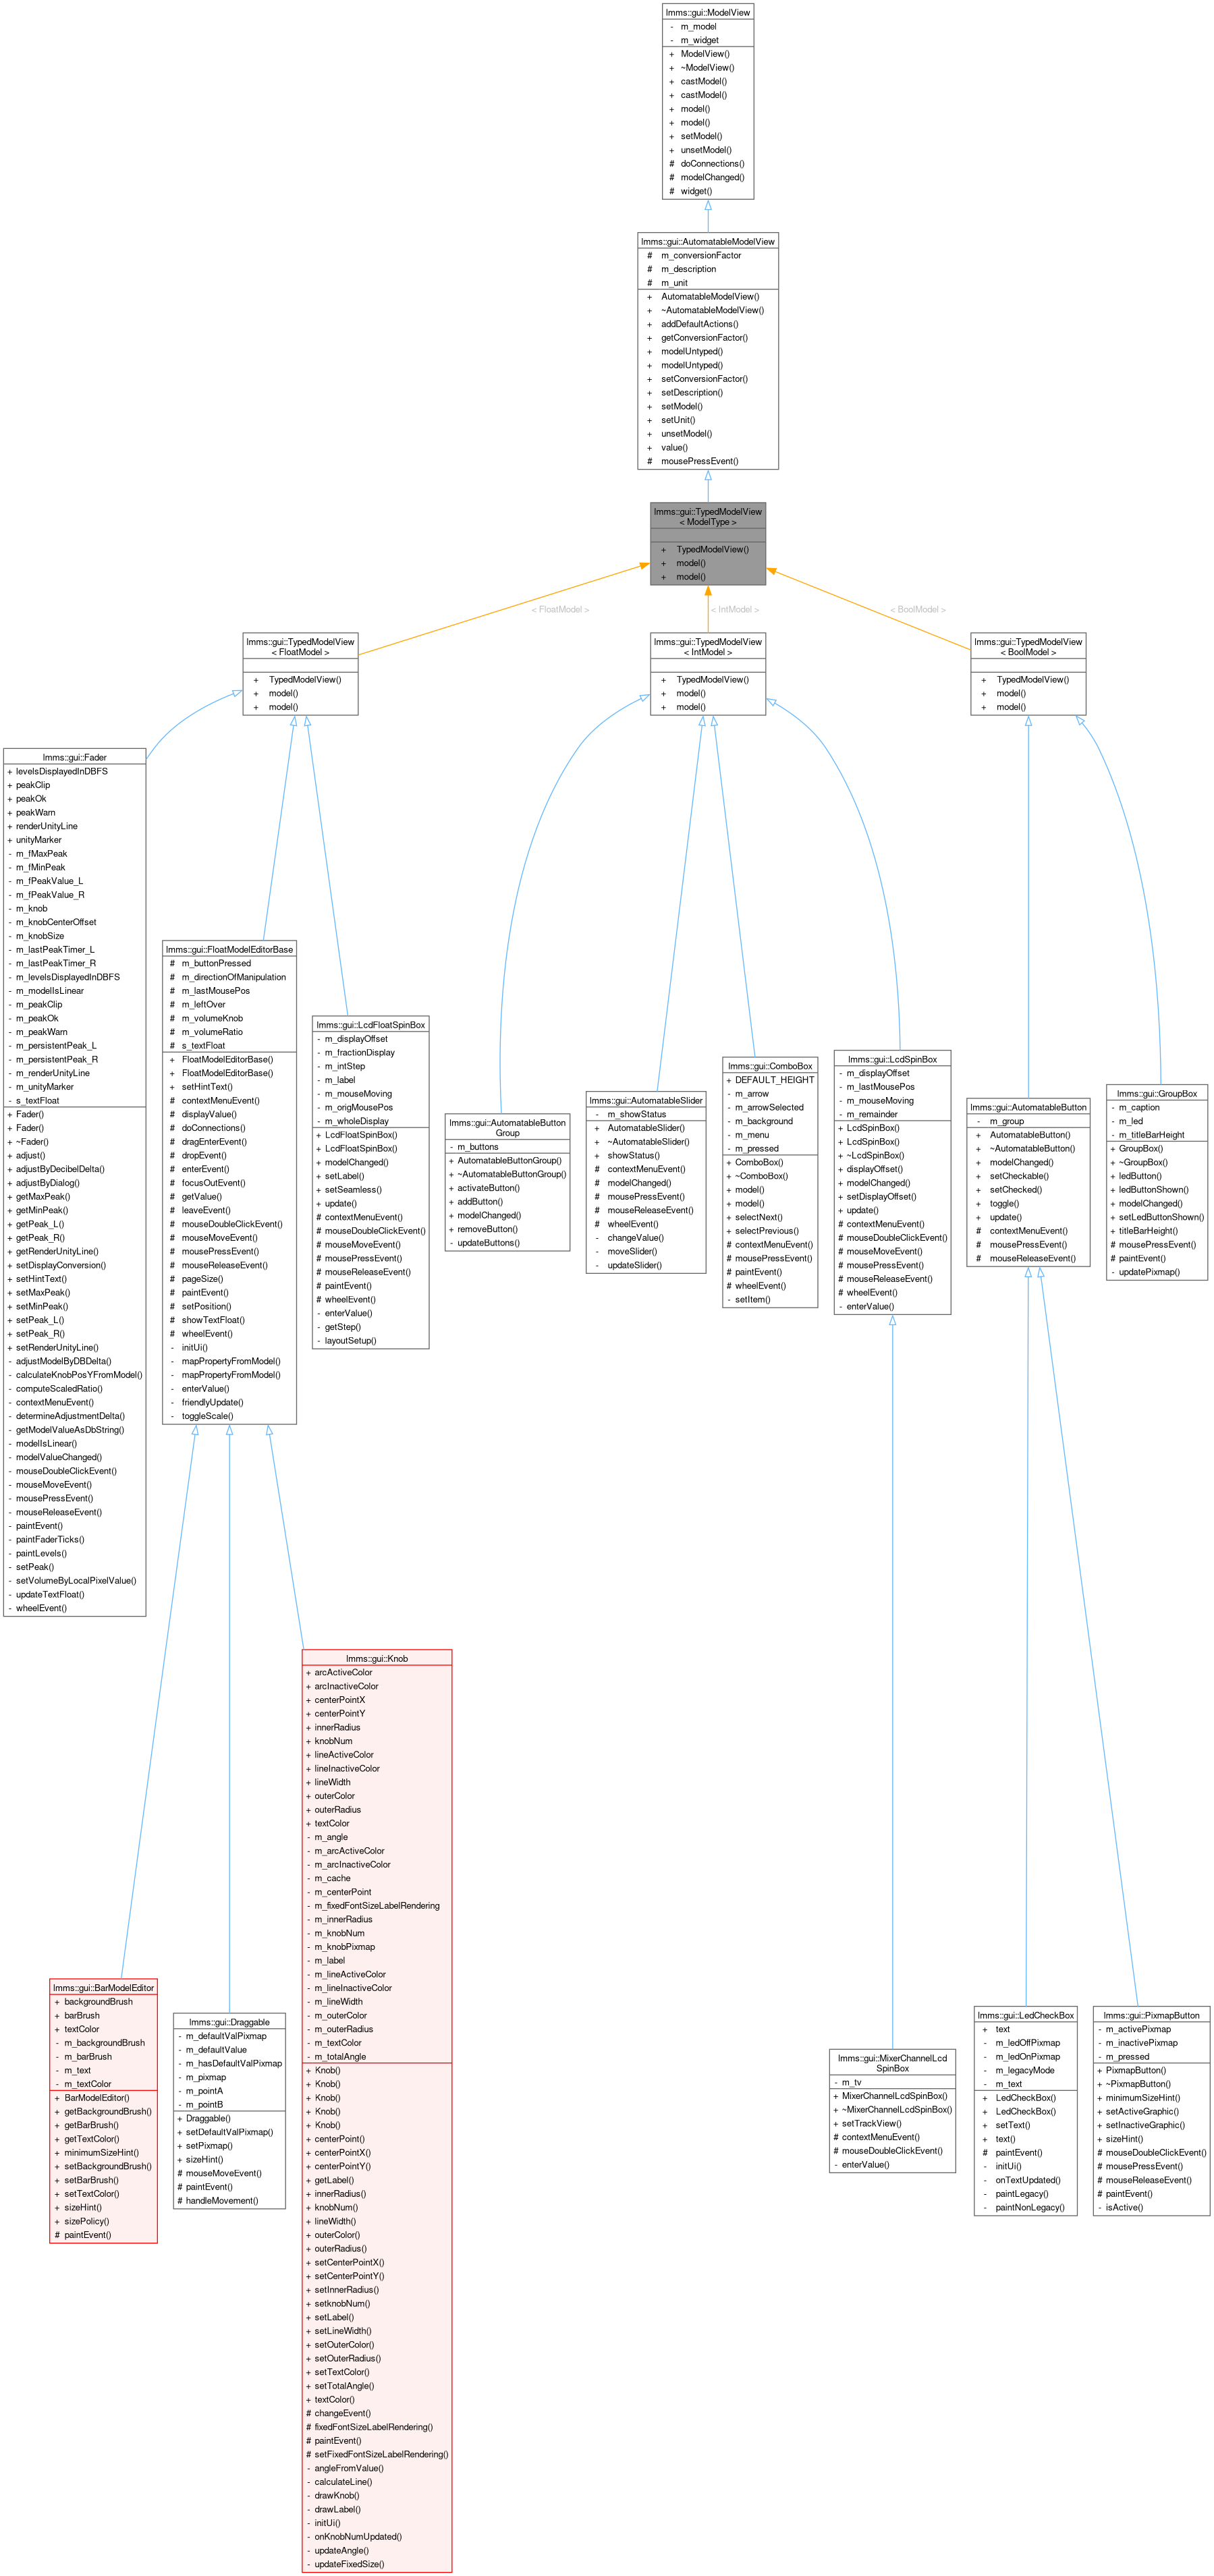 lmms::gui::ModelView
- m_model
- m_widget
+ ModelView()
+ ~ModelView()
+ castModel()
+ castModel()
+ model()
+ model()
+ setModel()
+ unsetModel()
# doConnections()
# modelChanged()
# widget()
lmms::gui::AutomatableModelView
# m_conversionFactor
# m_description
# m_unit
+ AutomatableModelView()
+ ~AutomatableModelView()
+ addDefaultActions()
+ getConversionFactor()
+ modelUntyped()
+ modelUntyped()
+ setConversionFactor()
+ setDescription()
+ setModel()
+ setUnit()
+ unsetModel()
+ value()
# mousePressEvent()
lmms::gui::TypedModelView
< ModelType >
+ TypedModelView()
+ model()
+ model()
< FloatModel >
< IntModel >
< BoolModel >
lmms::gui::TypedModelView
< FloatModel >
+ TypedModelView()
+ model()
+ model()
lmms::gui::TypedModelView
< IntModel >
+ TypedModelView()
+ model()
+ model()
lmms::gui::TypedModelView
< BoolModel >
+ TypedModelView()
+ model()
+ model()
lmms::gui::Fader
+ levelsDisplayedInDBFS
+ peakClip
+ peakOk
+ peakWarn
+ renderUnityLine
+ unityMarker
- m_fMaxPeak
- m_fMinPeak
- m_fPeakValue_L
- m_fPeakValue_R
- m_knob
- m_knobCenterOffset
- m_knobSize
- m_lastPeakTimer_L
- m_lastPeakTimer_R
- m_levelsDisplayedInDBFS
- m_modelIsLinear
- m_peakClip
- m_peakOk
- m_peakWarn
- m_persistentPeak_L
- m_persistentPeak_R
- m_renderUnityLine
- m_unityMarker
- s_textFloat
+ Fader()
+ Fader()
+ ~Fader()
+ adjust()
+ adjustByDecibelDelta()
+ adjustByDialog()
+ getMaxPeak()
+ getMinPeak()
+ getPeak_L()
+ getPeak_R()
+ getRenderUnityLine()
+ setDisplayConversion()
+ setHintText()
+ setMaxPeak()
+ setMinPeak()
+ setPeak_L()
+ setPeak_R()
+ setRenderUnityLine()
- adjustModelByDBDelta()
- calculateKnobPosYFromModel()
- computeScaledRatio()
- contextMenuEvent()
- determineAdjustmentDelta()
- getModelValueAsDbString()
- modelIsLinear()
- modelValueChanged()
- mouseDoubleClickEvent()
- mouseMoveEvent()
- mousePressEvent()
- mouseReleaseEvent()
- paintEvent()
- paintFaderTicks()
- paintLevels()
- setPeak()
- setVolumeByLocalPixelValue()
- updateTextFloat()
- wheelEvent()
lmms::gui::FloatModelEditorBase
# m_buttonPressed
# m_directionOfManipulation
# m_lastMousePos
# m_leftOver
# m_volumeKnob
# m_volumeRatio
# s_textFloat
+ FloatModelEditorBase()
+ FloatModelEditorBase()
+ setHintText()
# contextMenuEvent()
# displayValue()
# doConnections()
# dragEnterEvent()
# dropEvent()
# enterEvent()
# focusOutEvent()
# getValue()
# leaveEvent()
# mouseDoubleClickEvent()
# mouseMoveEvent()
# mousePressEvent()
# mouseReleaseEvent()
# pageSize()
# paintEvent()
# setPosition()
# showTextFloat()
# wheelEvent()
- initUi()
- mapPropertyFromModel()
- mapPropertyFromModel()
- enterValue()
- friendlyUpdate()
- toggleScale()
lmms::gui::LcdFloatSpinBox
- m_displayOffset
- m_fractionDisplay
- m_intStep
- m_label
- m_mouseMoving
- m_origMousePos
- m_wholeDisplay
+ LcdFloatSpinBox()
+ LcdFloatSpinBox()
+ modelChanged()
+ setLabel()
+ setSeamless()
+ update()
# contextMenuEvent()
# mouseDoubleClickEvent()
# mouseMoveEvent()
# mousePressEvent()
# mouseReleaseEvent()
# paintEvent()
# wheelEvent()
- enterValue()
- getStep()
- layoutSetup()
lmms::gui::AutomatableButton
Group
- m_buttons
+ AutomatableButtonGroup()
+ ~AutomatableButtonGroup()
+ activateButton()
+ addButton()
+ modelChanged()
+ removeButton()
- updateButtons()
lmms::gui::AutomatableSlider
- m_showStatus
+ AutomatableSlider()
+ ~AutomatableSlider()
+ showStatus()
# contextMenuEvent()
# modelChanged()
# mousePressEvent()
# mouseReleaseEvent()
# wheelEvent()
- changeValue()
- moveSlider()
- updateSlider()
lmms::gui::ComboBox
+ DEFAULT_HEIGHT
- m_arrow
- m_arrowSelected
- m_background
- m_menu
- m_pressed
+ ComboBox()
+ ~ComboBox()
+ model()
+ model()
+ selectNext()
+ selectPrevious()
# contextMenuEvent()
# mousePressEvent()
# paintEvent()
# wheelEvent()
- setItem()
lmms::gui::LcdSpinBox
- m_displayOffset
- m_lastMousePos
- m_mouseMoving
- m_remainder
+ LcdSpinBox()
+ LcdSpinBox()
+ ~LcdSpinBox()
+ displayOffset()
+ modelChanged()
+ setDisplayOffset()
+ update()
# contextMenuEvent()
# mouseDoubleClickEvent()
# mouseMoveEvent()
# mousePressEvent()
# mouseReleaseEvent()
# wheelEvent()
- enterValue()
lmms::gui::AutomatableButton
- m_group
+ AutomatableButton()
+ ~AutomatableButton()
+ modelChanged()
+ setCheckable()
+ setChecked()
+ toggle()
+ update()
# contextMenuEvent()
# mousePressEvent()
# mouseReleaseEvent()
lmms::gui::GroupBox
- m_caption
- m_led
- m_titleBarHeight
+ GroupBox()
+ ~GroupBox()
+ ledButton()
+ ledButtonShown()
+ modelChanged()
+ setLedButtonShown()
+ titleBarHeight()
# mousePressEvent()
# paintEvent()
- updatePixmap()
lmms::gui::BarModelEditor
+ backgroundBrush
+ barBrush
+ textColor
- m_backgroundBrush
- m_barBrush
- m_text
- m_textColor
+ BarModelEditor()
+ getBackgroundBrush()
+ getBarBrush()
+ getTextColor()
+ minimumSizeHint()
+ setBackgroundBrush()
+ setBarBrush()
+ setTextColor()
+ sizeHint()
+ sizePolicy()
# paintEvent()
lmms::gui::Draggable
- m_defaultValPixmap
- m_defaultValue
- m_hasDefaultValPixmap
- m_pixmap
- m_pointA
- m_pointB
+ Draggable()
+ setDefaultValPixmap()
+ setPixmap()
+ sizeHint()
# mouseMoveEvent()
# paintEvent()
# handleMovement()
lmms::gui::Knob
+ arcActiveColor
+ arcInactiveColor
+ centerPointX
+ centerPointY
+ innerRadius
+ knobNum
+ lineActiveColor
+ lineInactiveColor
+ lineWidth
+ outerColor
+ outerRadius
+ textColor
- m_angle
- m_arcActiveColor
- m_arcInactiveColor
- m_cache
- m_centerPoint
- m_fixedFontSizeLabelRendering
- m_innerRadius
- m_knobNum
- m_knobPixmap
- m_label
- m_lineActiveColor
- m_lineInactiveColor
- m_lineWidth
- m_outerColor
- m_outerRadius
- m_textColor
- m_totalAngle
+ Knob()
+ Knob()
+ Knob()
+ Knob()
+ Knob()
+ centerPoint()
+ centerPointX()
+ centerPointY()
+ getLabel()
+ innerRadius()
+ knobNum()
+ lineWidth()
+ outerColor()
+ outerRadius()
+ setCenterPointX()
+ setCenterPointY()
+ setInnerRadius()
+ setknobNum()
+ setLabel()
+ setLineWidth()
+ setOuterColor()
+ setOuterRadius()
+ setTextColor()
+ setTotalAngle()
+ textColor()
# changeEvent()
# fixedFontSizeLabelRendering()
# paintEvent()
# setFixedFontSizeLabelRendering()
- angleFromValue()
- calculateLine()
- drawKnob()
- drawLabel()
- initUi()
- onKnobNumUpdated()
- updateAngle()
- updateFixedSize()
lmms::gui::MixerChannelLcd
SpinBox
- m_tv
+ MixerChannelLcdSpinBox()
+ ~MixerChannelLcdSpinBox()
+ setTrackView()
# contextMenuEvent()
# mouseDoubleClickEvent()
- enterValue()
lmms::gui::LedCheckBox
+ text
- m_ledOffPixmap
- m_ledOnPixmap
- m_legacyMode
- m_text
+ LedCheckBox()
+ LedCheckBox()
+ setText()
+ text()
# paintEvent()
- initUi()
- onTextUpdated()
- paintLegacy()
- paintNonLegacy()
lmms::gui::PixmapButton
- m_activePixmap
- m_inactivePixmap
- m_pressed
+ PixmapButton()
+ ~PixmapButton()
+ minimumSizeHint()
+ setActiveGraphic()
+ setInactiveGraphic()
+ sizeHint()
# mouseDoubleClickEvent()
# mousePressEvent()
# mouseReleaseEvent()
# paintEvent()
- isActive()